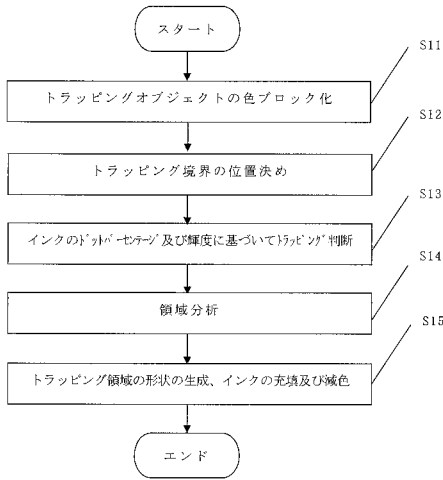 スタート
S11
トラッピングオブジェクトの色ブロック化
S12
トラッピング境界の位置決め
S13
インクのドットパーセンテージ及び輝度に基づいてトラッピング判断
S14
領域分析
S15
トラッピング領域の形状の生成、インクの充填及び減色
エンド